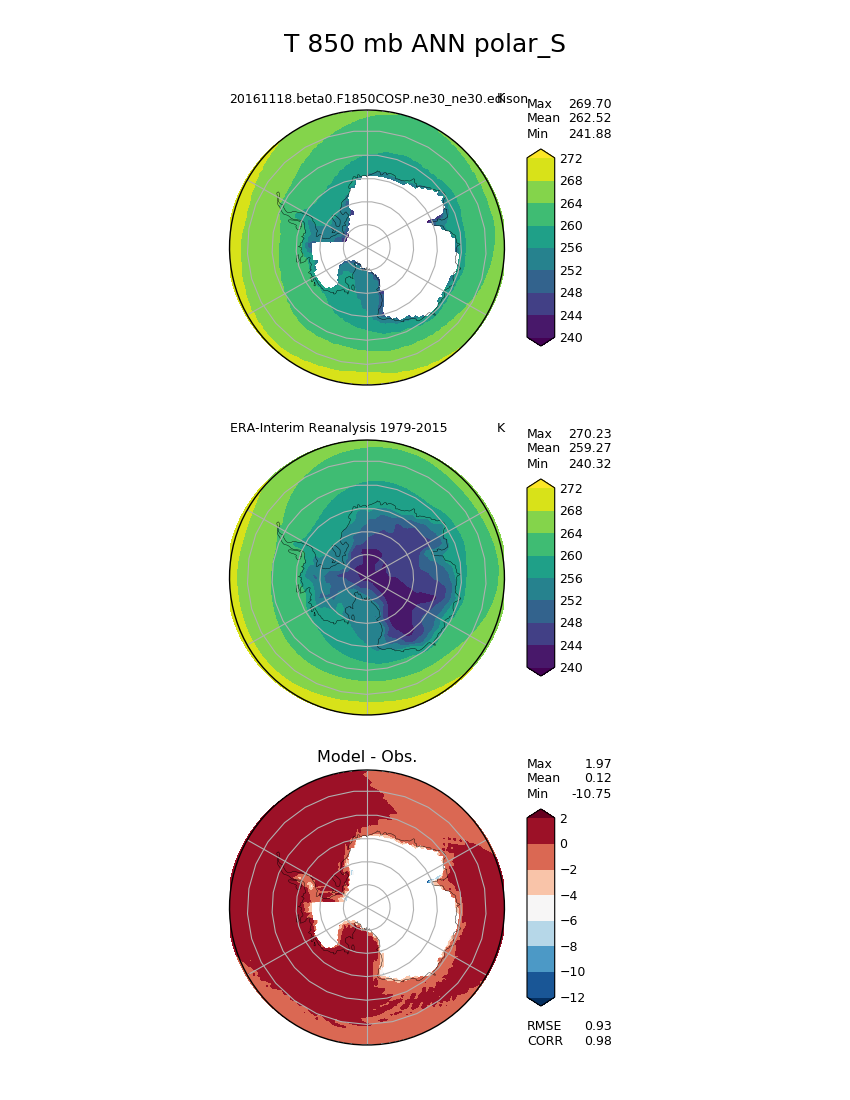 T 850 mb ANN polar_S
20161118.beta0.F1850COSP.ne30_ne30.edison
K
Max 269.70
Mean 262.52
Min 241.88
272
268
264
260
256
252
248
244
240
ERA-Interim Reanalysis 1979-2015 K
Max 270.23
Mean 259.27
Min 240.32
272
268
264
260
256
252
248
244
240
Model - Obs.
Max 1.97
Mean 0.12
Min -10.75
2
0
−2
−4
−6
−8
−10
−12
RMSE 0.93
CORR 0.98